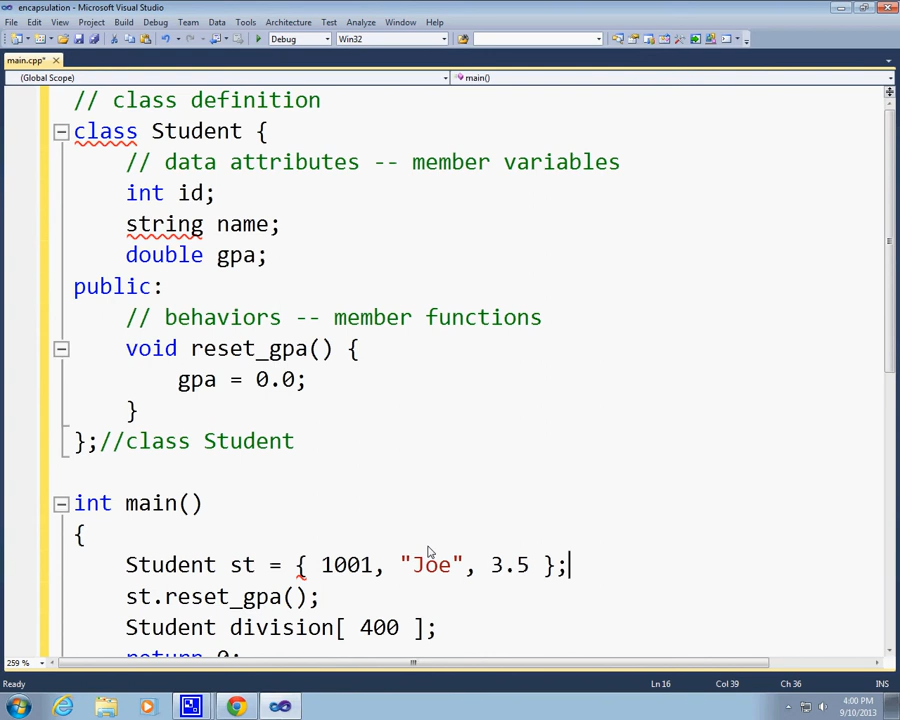 encapsulation - Microsoft Visual Studio
File Edit View Project Build Debug Team Data Tools Architecture Test Analyze Window Help
Debug Win32
main.cpp*
(Global Scope) main()
// class definition
class Student {
// data attributes -- member variables
int id;
string name;
double gpa;
public:
// behaviors -- member functions
void reset_gpa() {
gpa = 0.0;
}
};//class Student
int main()
{
Student st = { 1001, "Joe", 3.5 };
st.reset_gpa();
Student division[ 400 ];
return 0;
259 %
Ready Ln 16 Col 39 Ch 36 INS
4:00 PM
9/10/2013